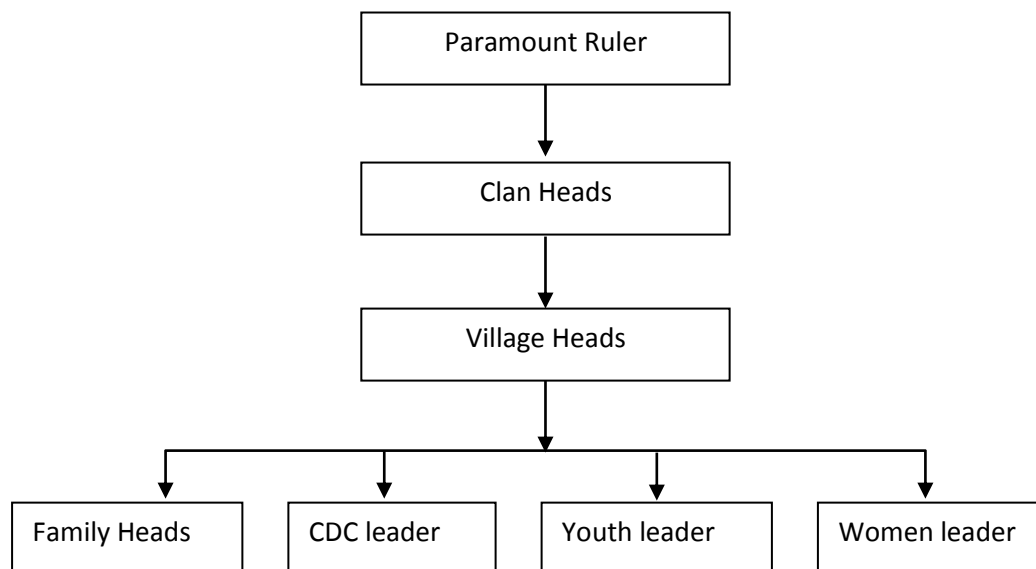 Paramount Ruler
Clan Heads
Village Heads
Family Heads
CDC leader
Youth leader
Women leader